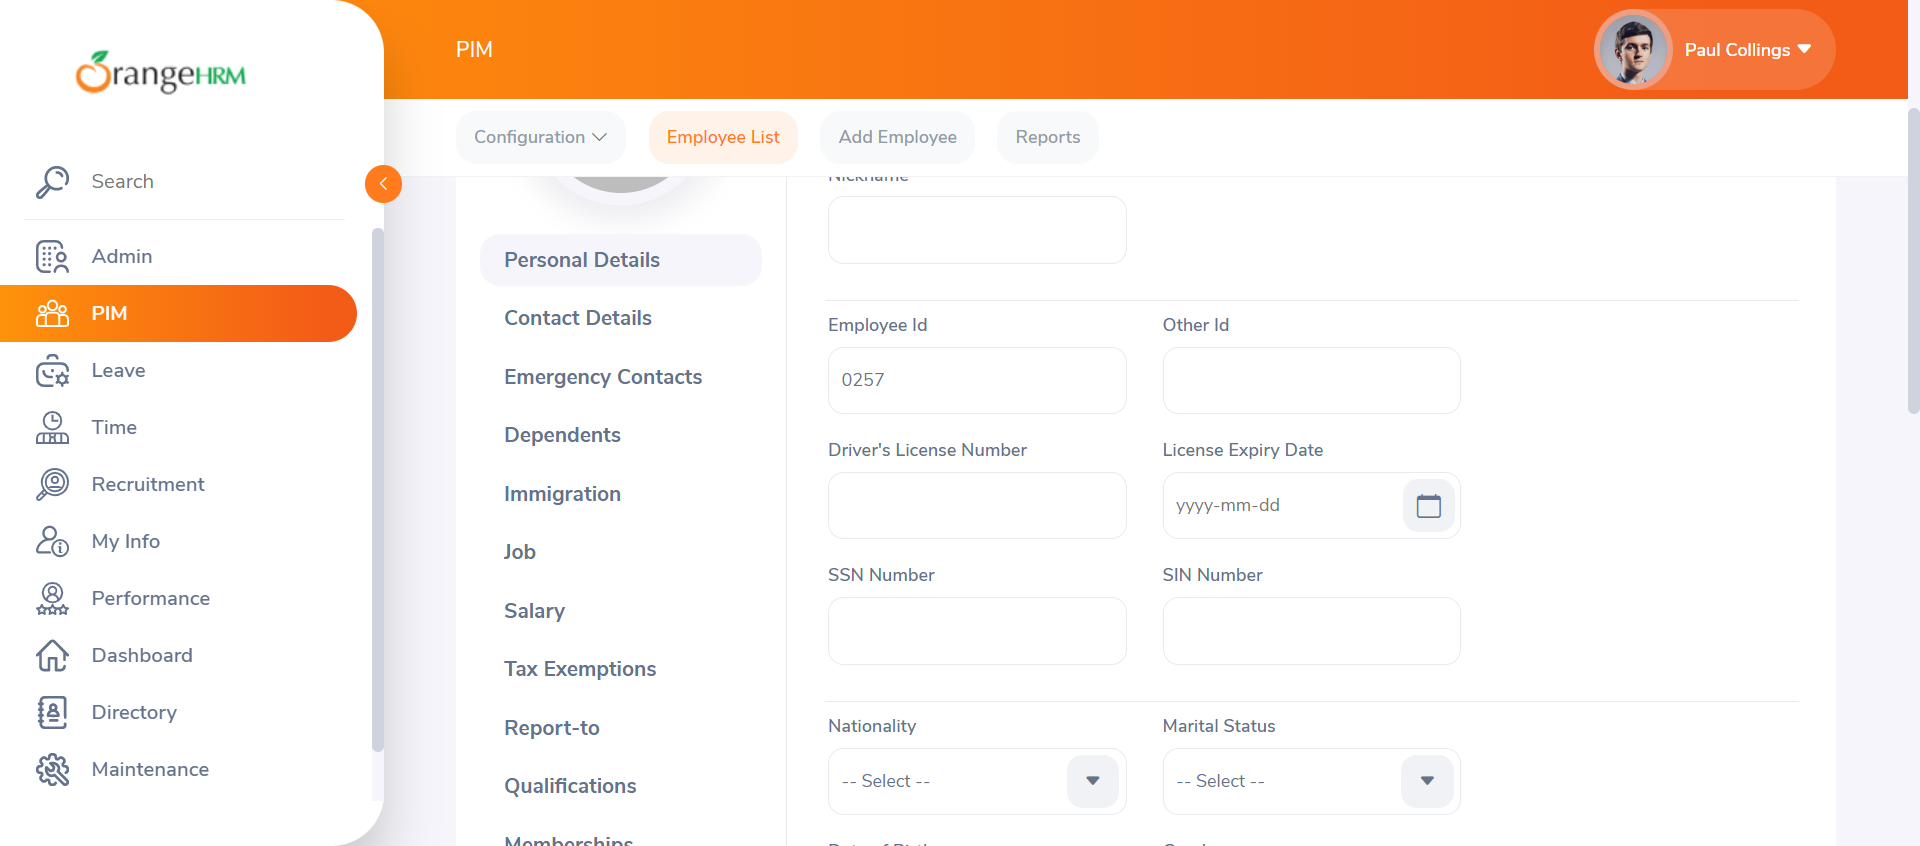 OrangeHRM
PIM
Paul Collings
Configuration
Employee List
Add Employee
Reports
Search
Admin
PIM
Leave
Time
Recruitment
My Info
Performance
Dashboard
Directory
Maintenance
Personal Details
Contact Details
Emergency Contacts
Dependents
Immigration
Job
Salary
Tax Exemptions
Report-to
Qualifications
Memberships
Nickname
Employee Id
Other Id
0257
Driver's License Number
License Expiry Date
yyyy-mm-dd
SSN Number
SIN Number
Nationality
Marital Status
-- Select --
-- Select --